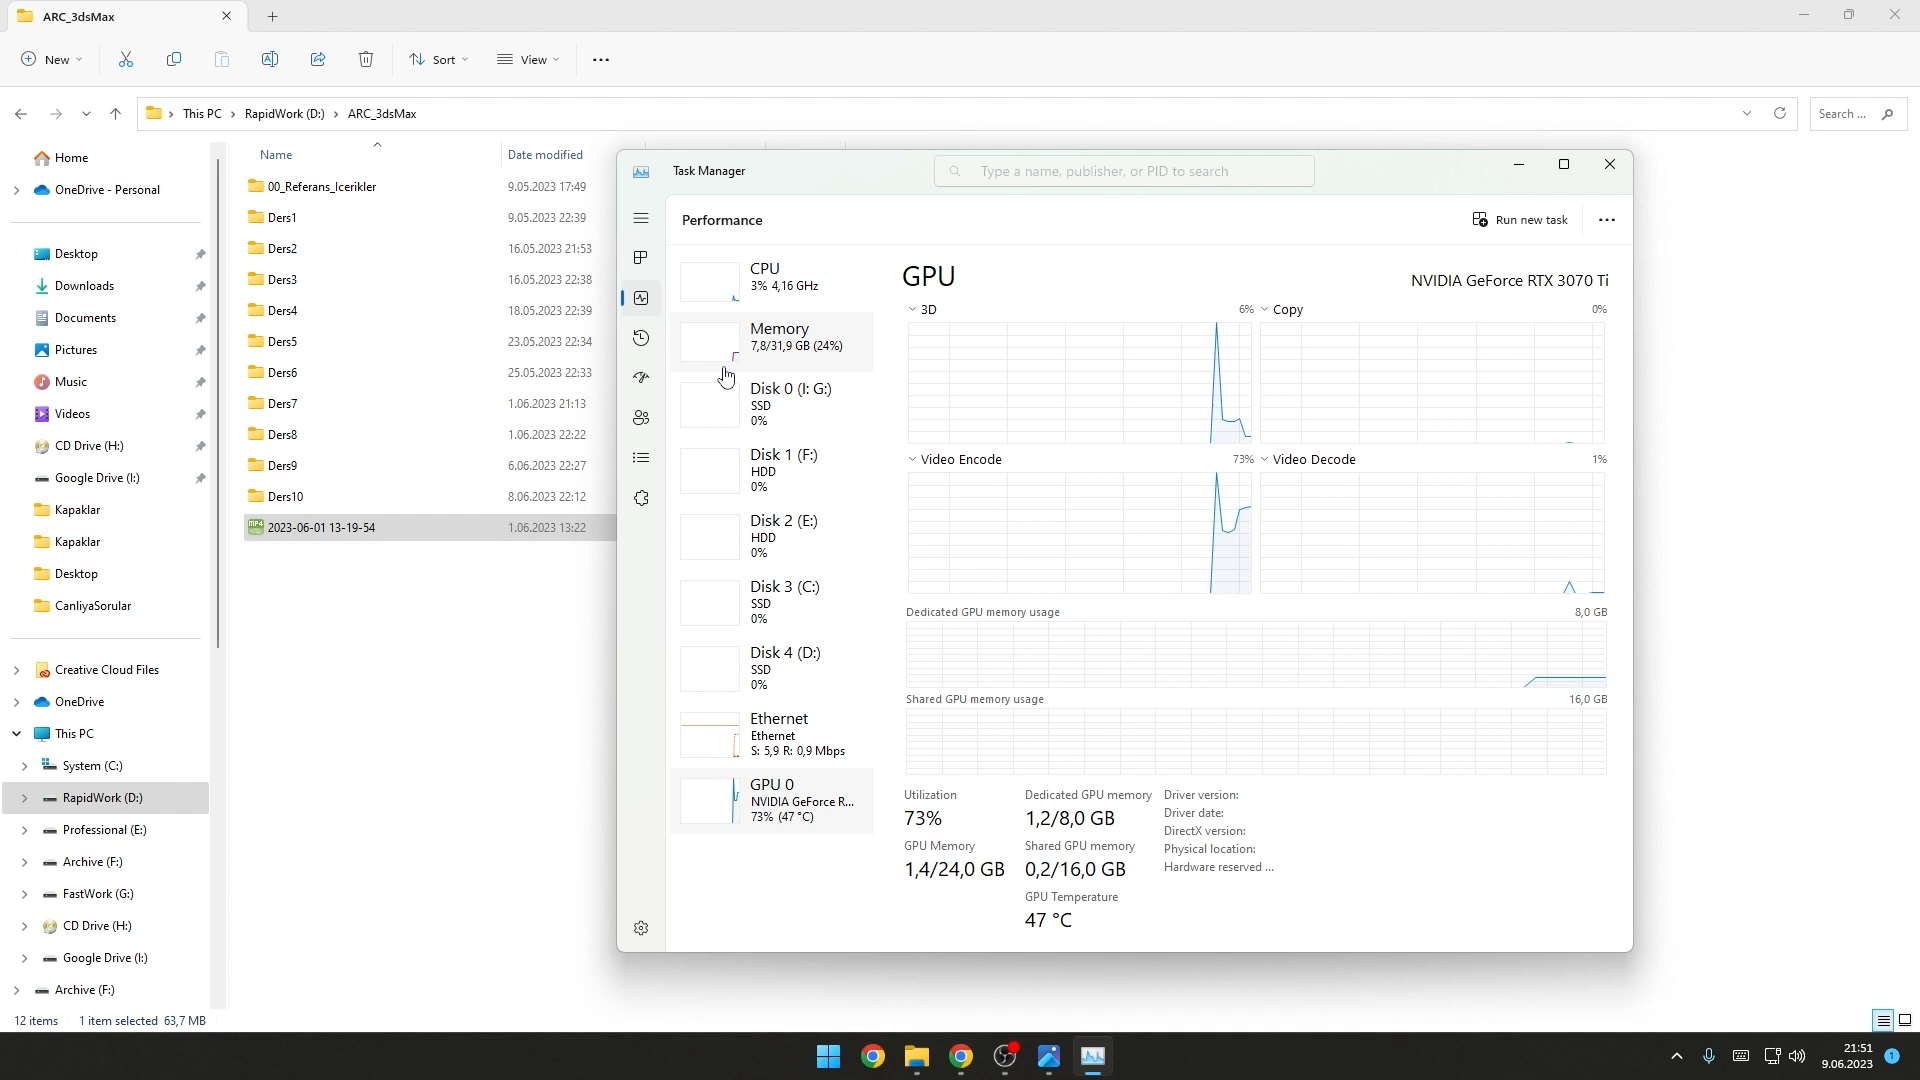 ARC_3dsMax
New
Sort
View
This PC
RapidWork (D:)
ARC_3dsMax
Search ...
Home
OneDrive - Personal
Desktop
Downloads
Documents
Pictures
Music
Videos
CD Drive (H:)
Google Drive (I:)
Kapaklar
Kapaklar
Desktop
CanliyaSorular
Creative Cloud Files
OneDrive
This PC
System (C:)
RapidWork (D:)
Professional (E:)
Archive (F:)
FastWork (G:)
CD Drive (H:)
Google Drive (I:)
Archive (F:)
Name Date modified
00_Referans_Icerikler 9.05.2023 17:49
Ders1 9.05.2023 22:39
Ders2 16.05.2023 21:53
Ders3 16.05.2023 22:38
Ders4 18.05.2023 22:39
Ders5 23.05.2023 22:34
Ders6 25.05.2023 22:33
Ders7 1.06.2023 21:13
Ders8 1.06.2023 22:22
Ders9 6.06.2023 22:27
Ders10 8.06.2023 22:12
MP4 2023-06-01 13-19-54 1.06.2023 13:22
Task Manager
Type a name, publisher, or PID to search
Performance
Run new task
CPU
3% 4,16 GHz
Memory
7,8/31,9 GB (24%)
Disk 0 (I: G:)
SSD
0%
Disk 1 (F:)
HDD
0%
Disk 2 (E:)
HDD
0%
Disk 3 (C:)
SSD
0%
Disk 4 (D:)
SSD
0%
Ethernet
Ethernet
S: 5,9 R: 0,9 Mbps
GPU 0
NVIDIA GeForce R...
73% (47 °C)
GPU
NVIDIA GeForce RTX 3070 Ti
3D 6%
Copy 0%
Video Encode 73%
Video Decode 1%
Dedicated GPU memory usage 8,0 GB
Shared GPU memory usage 16,0 GB
Utilization
73%
GPU Memory
1,4/24,0 GB
Dedicated GPU memory
1,2/8,0 GB
Shared GPU memory
0,2/16,0 GB
GPU Temperature
47 °C
Driver version:
Driver date:
DirectX version:
Physical location:
Hardware reserved ...
12 items 1 item selected 63,7 MB
21:51
9.06.2023
1